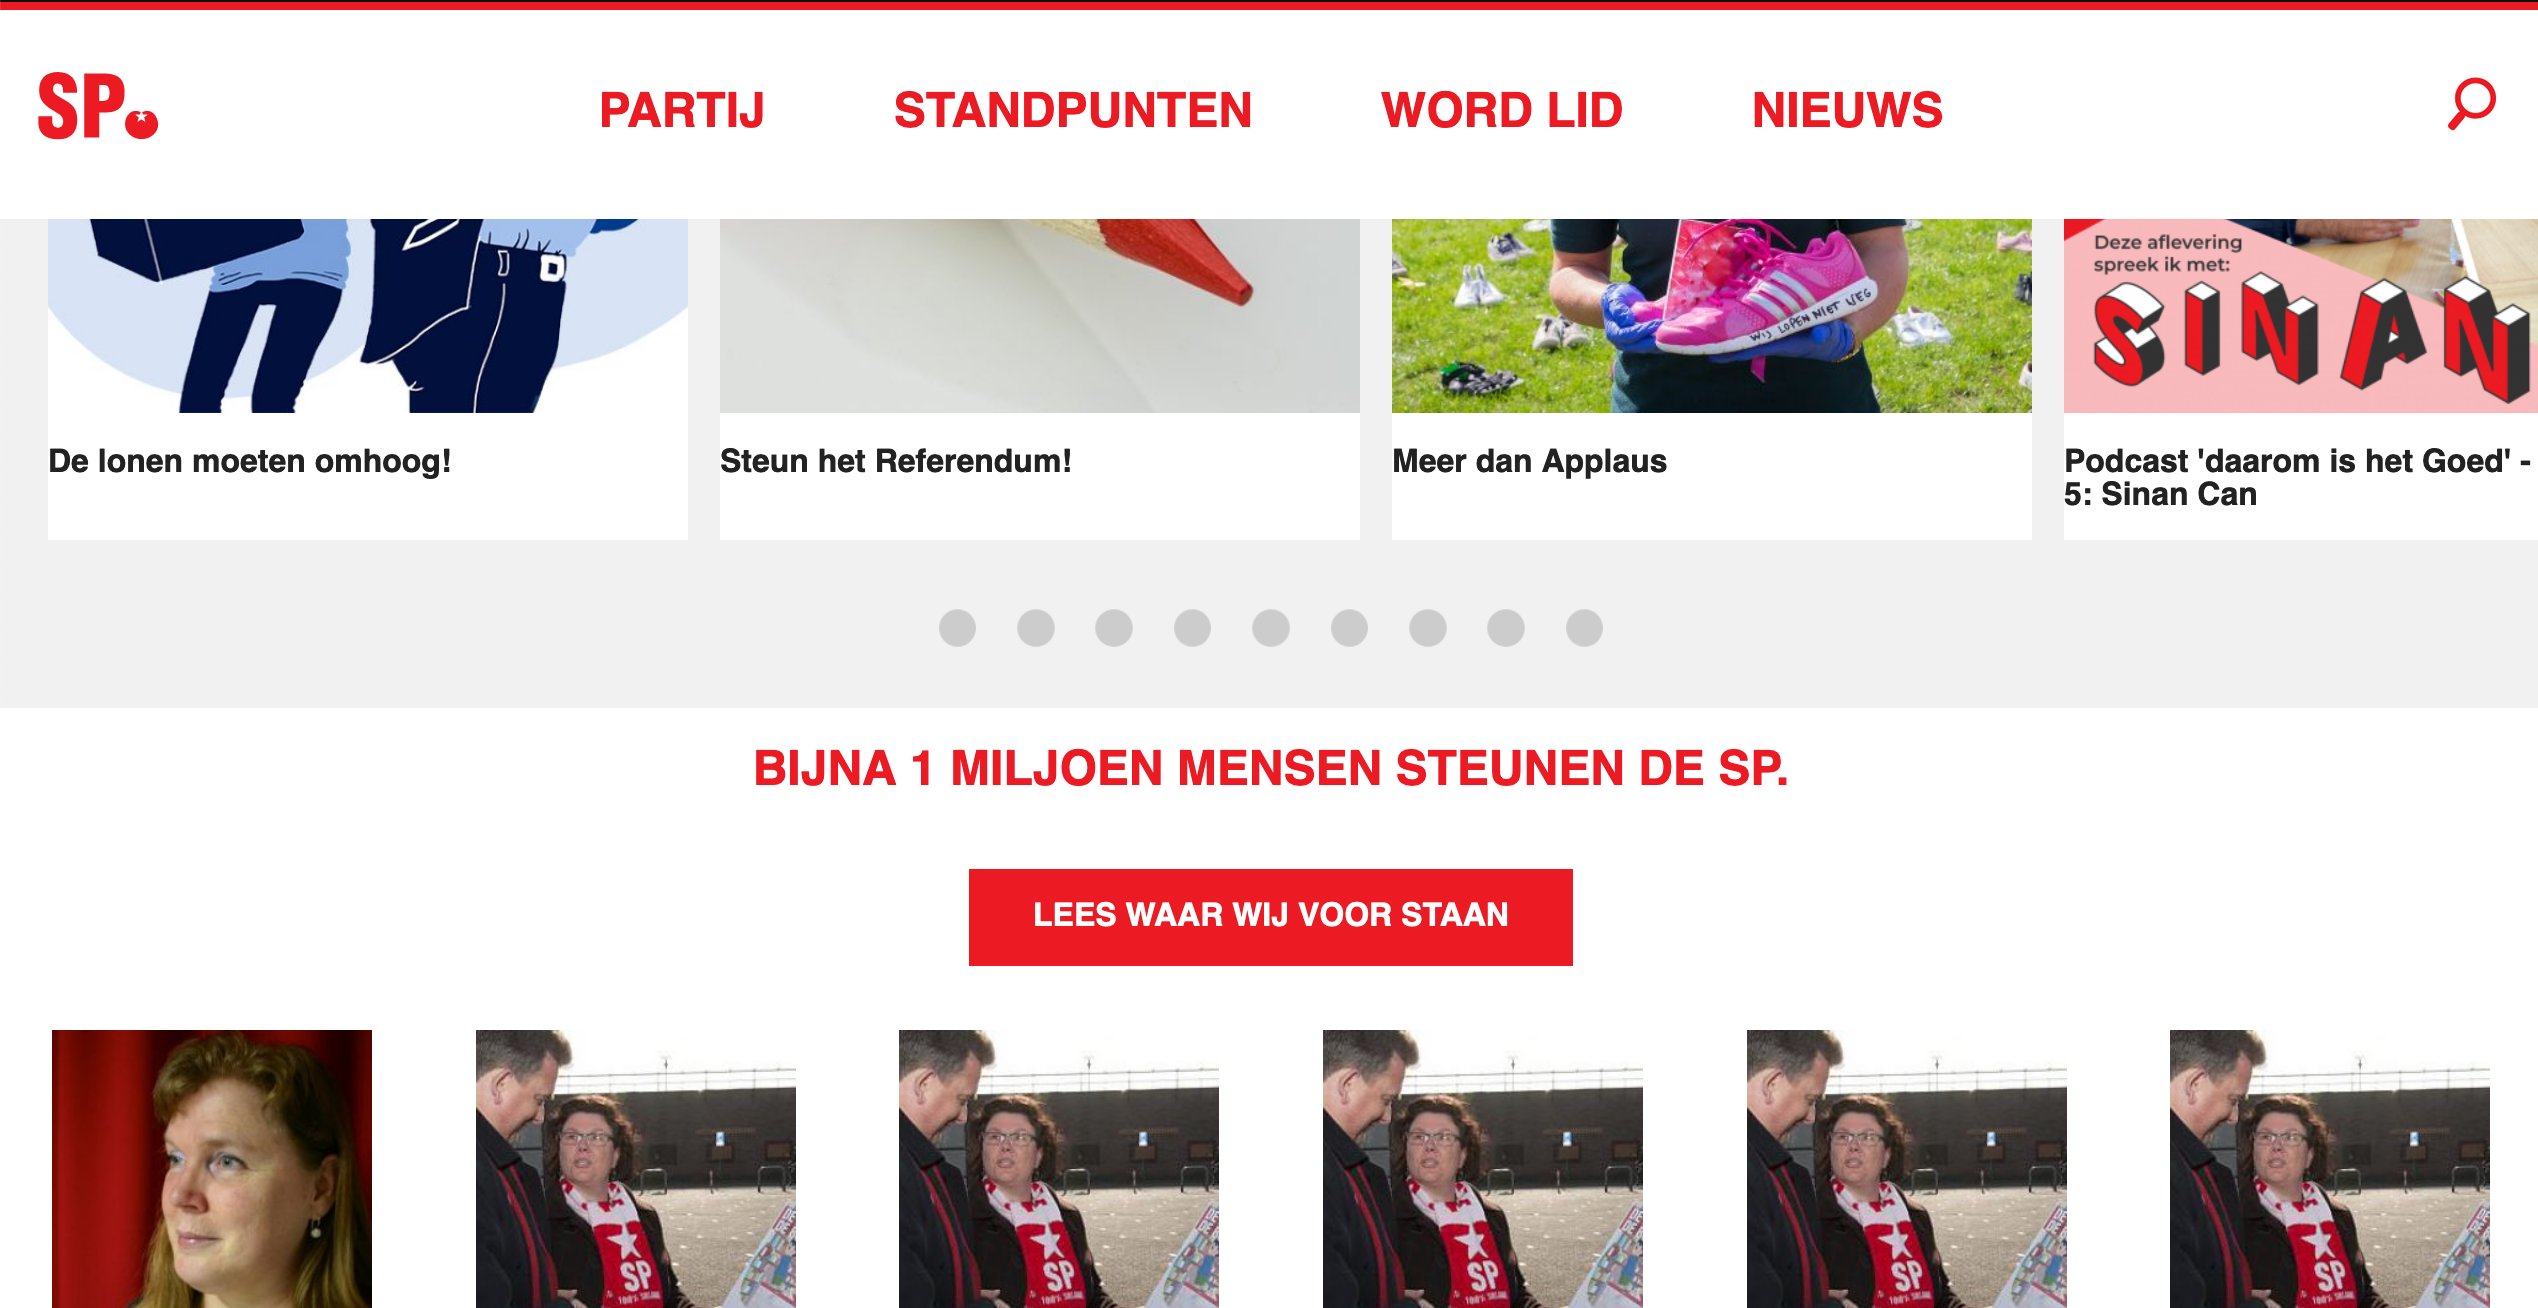 SP.
PARTIJ
STANDPUNTEN
WORD LID
NIEUWS
WIJ LOPEN NIET WEG
Deze aflevering
spreek ik met:
SINAN
De lonen moeten omhoog!
Steun het Referendum!
Meer dan Applaus
Podcast 'daarom is het Goed' -
5: Sinan Can
BIJNA 1 MILJOEN MENSEN STEUNEN DE SP.
LEES WAAR WIJ VOOR STAAN
SP
SP
SP
SP
SP